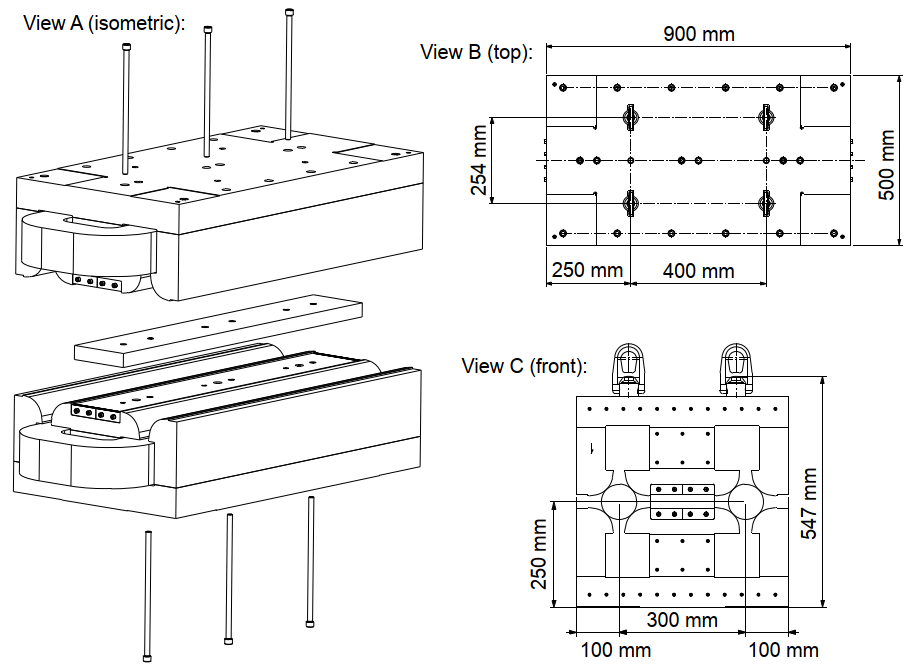 View A (isometric):
View B (top):
900 mm
254 mm
500 mm
250 mm
400 mm
View C (front):
547 mm
250 mm
300 mm
100 mm
100 mm